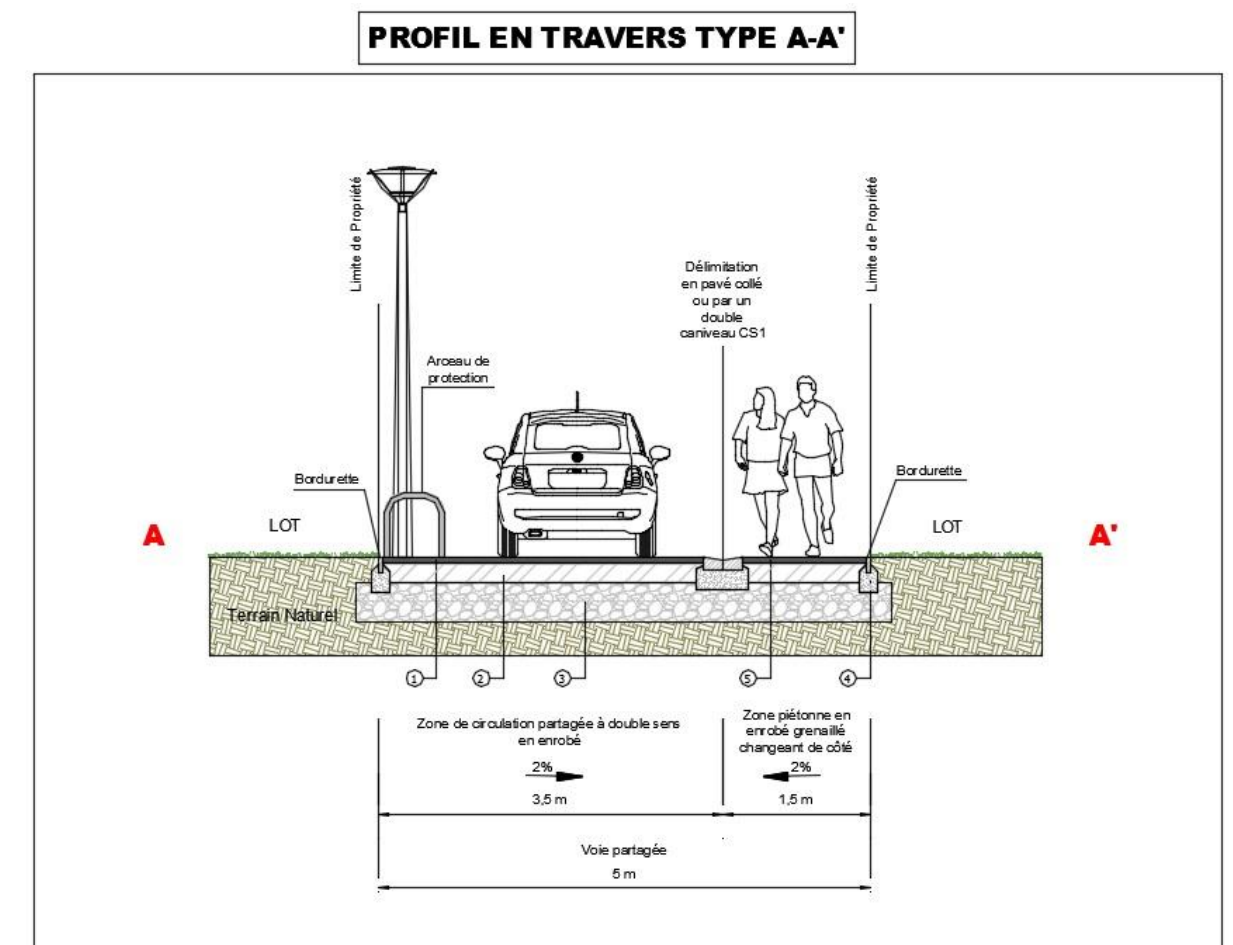 PROFIL EN TRAVERS TYPE A-A'
Limite de Propriété
Limite de Propriété
Délimitation
en pavé collé
ou par un
double
caniveau CS1
Arceau de
protection
Bordurette
Bordurette
LOT
LOT
A
A'
Terrain Naturel
1
2
3
5
4
Zone de circulation partagée à double sens
en enrobé
Zone piétonne en
enrobé grenaillé
changeant de côté
2%
2%
3,5 m
1,5 m
Voie partagée
5 m